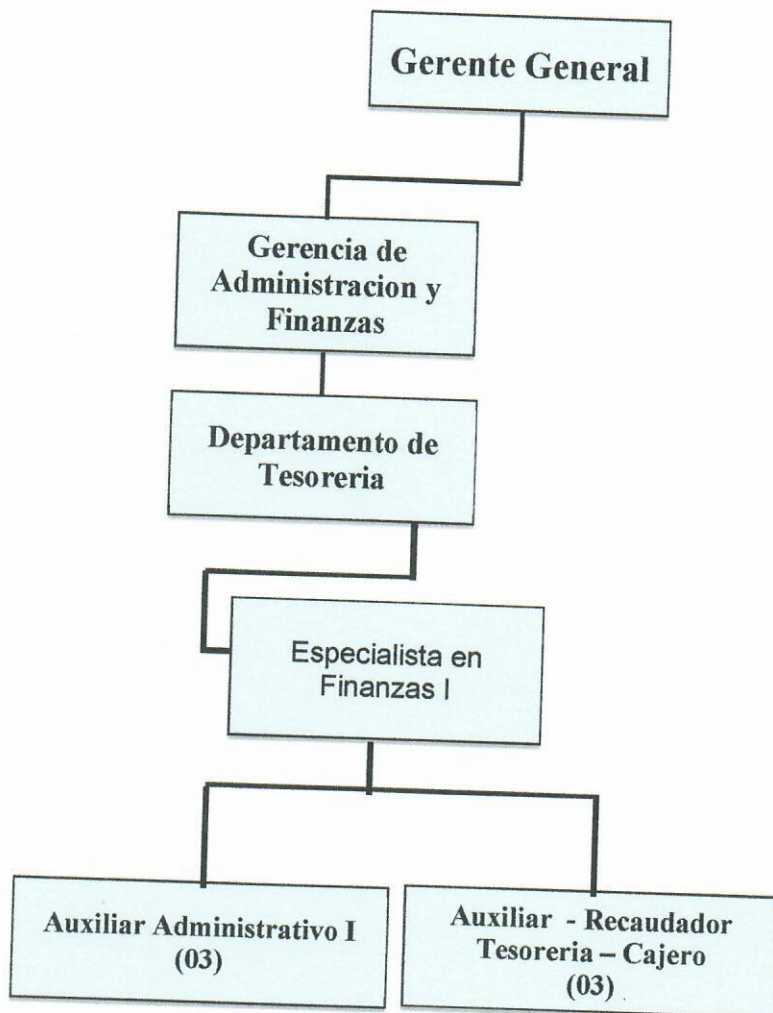 Gerente General
Gerencia de
Administracion y
Finanzas
Departamento de
Tesoreria
Especialista en
Finanzas I
Auxiliar Administrativo I
(03)
Auxiliar - Recaudador
Tesoreria – Cajero
(03)